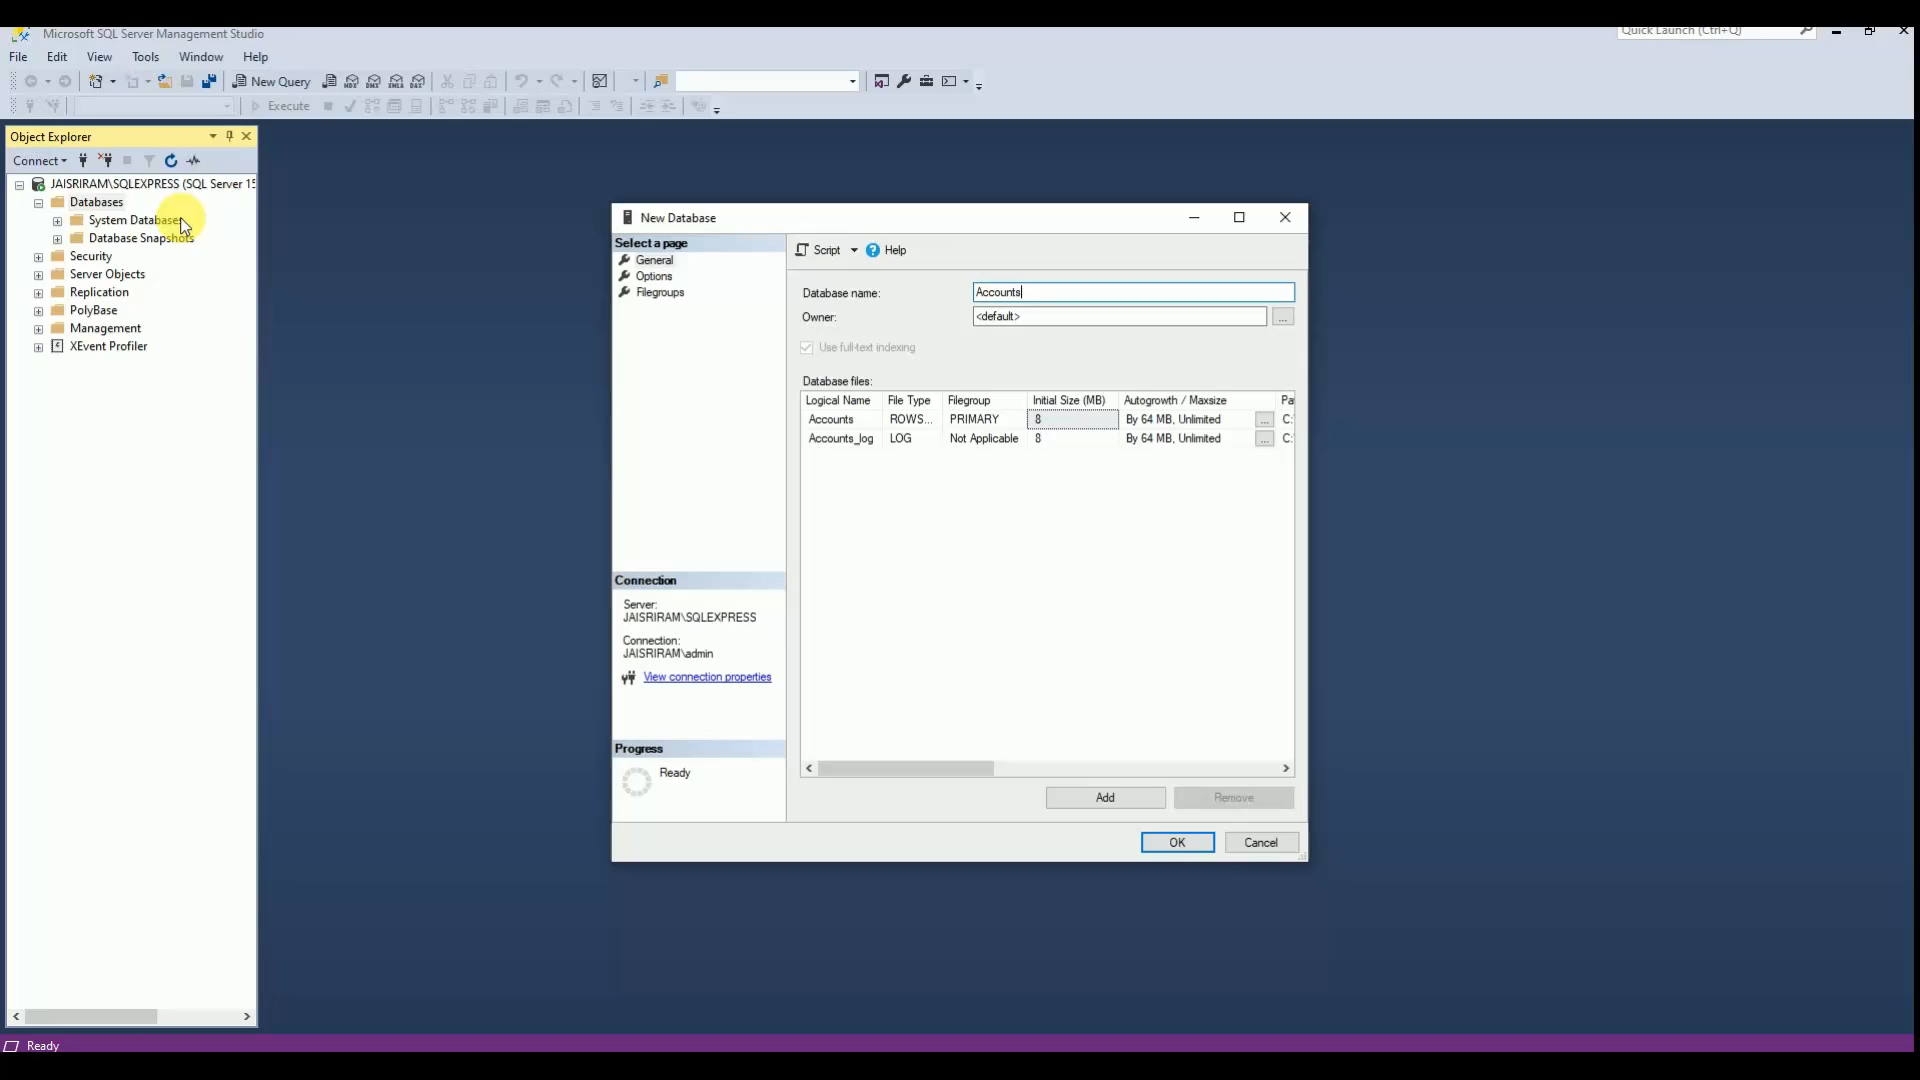 Microsoft SQL Server Management Studio
Quick Launch (Ctrl+Q)
File Edit View Tools Window Help
New Query
Execute
Object Explorer
Connect
JAISRIRAM\SQLEXPRESS (SQL Server 15
Databases
System Databases
Database Snapshots
Security
Server Objects
Replication
PolyBase
Management
XEvent Profiler
New Database
Select a page
General
Options
Filegroups
Script Help
Database name: Accounts
Owner: <default> ...
Use full-text indexing
Database files:
Logical Name File Type Filegroup Initial Size (MB) Autogrowth / Maxsize Pa
Accounts ROWS... PRIMARY 8 By 64 MB, Unlimited ... C:
Accounts_log LOG Not Applicable 8 By 64 MB, Unlimited ... C:
Connection
Server:
JAISRIRAM\SQLEXPRESS
Connection:
JAISRIRAM\admin
View connection properties
Progress
Ready
Add Remove
OK Cancel
Ready